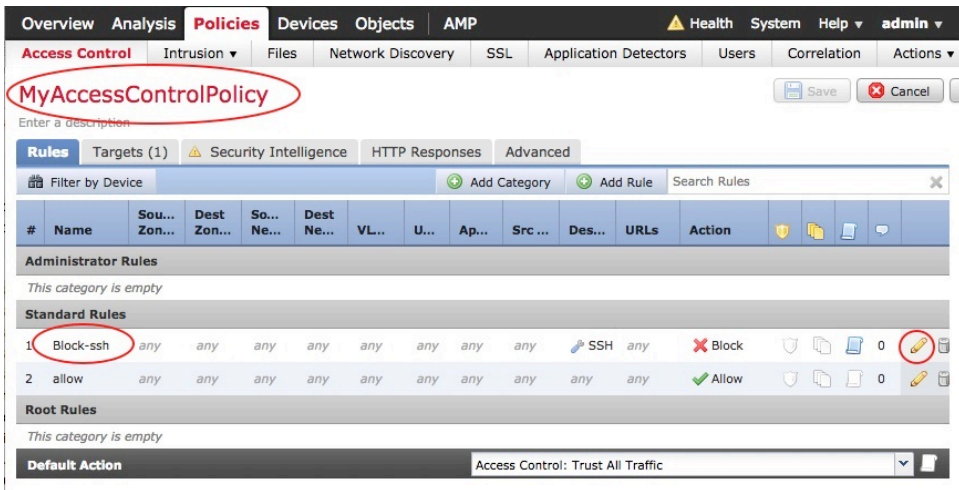 Overview Analysis Policies Devices Objects AMP Health System Help admin
Access Control Intrusion Files Network Discovery SSL Application Detectors Users Correlation Actions
MyAccessControlPolicy Save Cancel
Enter a description
Rules Targets (1) Security Intelligence HTTP Responses Advanced
Filter by Device Add Category Add Rule Search Rules
# Name Sou... Zon... Dest Zon... So... Ne... Dest Ne... VL... U... Ap... Src ... Des... URLs Action
Administrator Rules
This category is empty
Standard Rules
1 Block-ssh any any any any any any any any SSH any Block 0
2 allow any any any any any any any any any any Allow 0
Root Rules
This category is empty
Default Action Access Control: Trust All Traffic